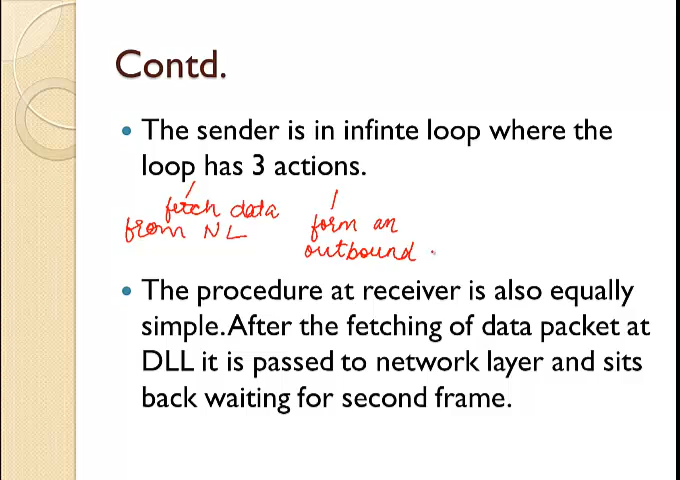 Contd.
The sender is in infinte loop where the
loop has 3 actions.
fetch data
from NL
form an
outbound
The procedure at receiver is also equally
simple.After the fetching of data packet at
DLL it is passed to network layer and sits
back waiting for second frame.